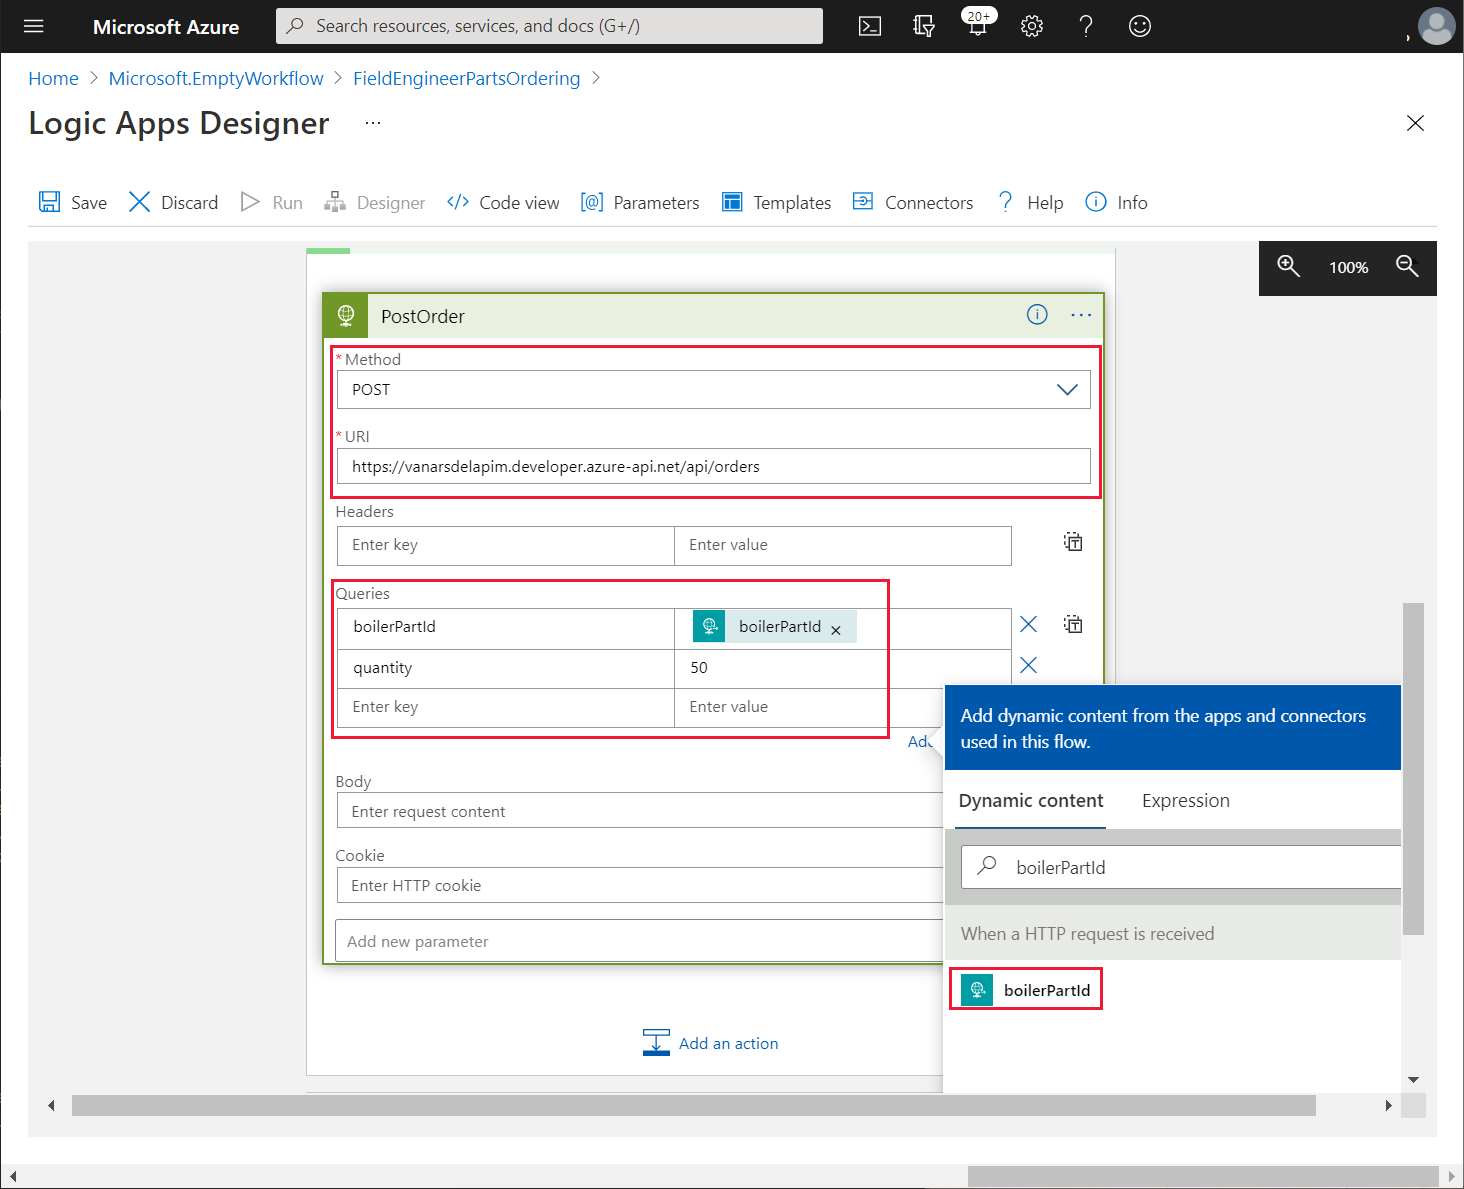 Microsoft Azure
Search resources, services, and docs (G+/)
20+
Home > Microsoft.EmptyWorkflow > FieldEngineerPartsOrdering >
Logic Apps Designer ...
Save Discard Run Designer Code view Parameters Templates Connectors Help Info
100%
PostOrder
* Method
POST
* URI
https://vanarsdelapim.developer.azure-api.net/api/orders
Headers
Enter key Enter value
Queries
boilerPartId boilerPartId ×
quantity 50
Enter key Enter value
Add dynamic content from the apps and connectors
used in this flow.
Dynamic content Expression
boilerPartId
When a HTTP request is received
boilerPartId
Body
Enter request content
Cookie
Enter HTTP cookie
Add new parameter
Add an action